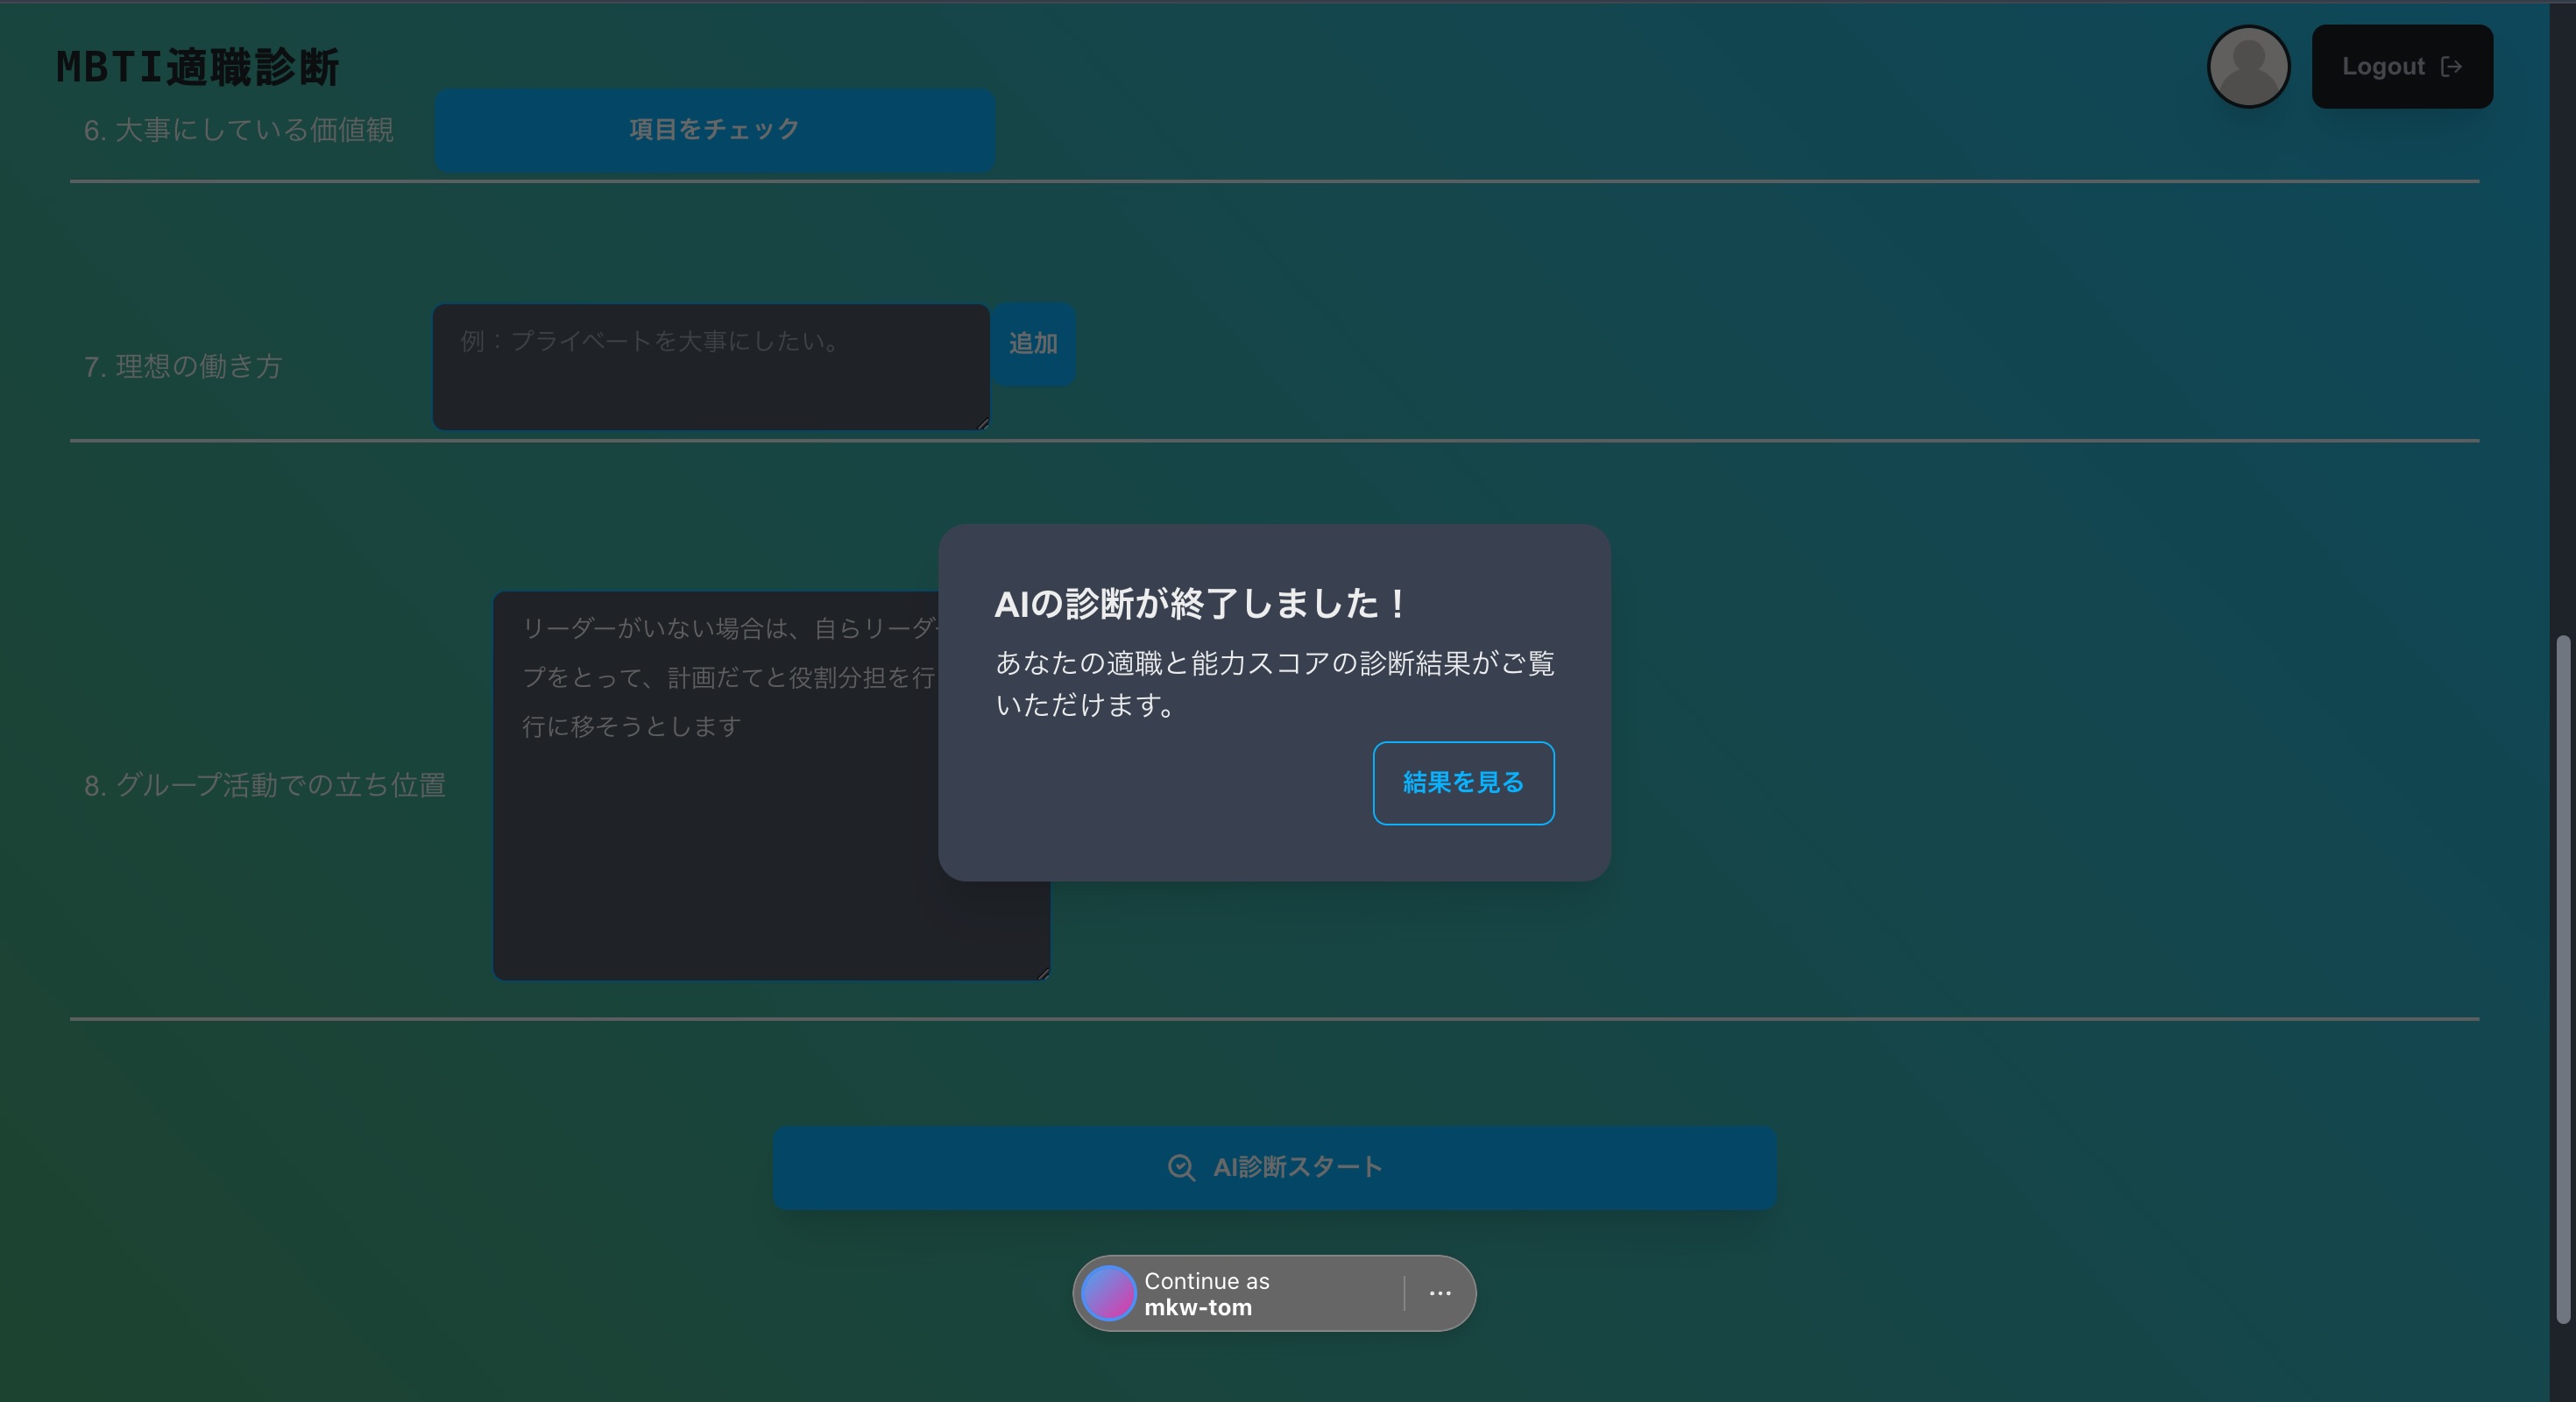 MBTI適職診断
Logout
6. 大事にしている価値観
項目をチェック
7. 理想の働き方
例：プライベートを大事にしたい。
追加
8. グループ活動での立ち位置
リーダーがいない場合は、自らリーダー
プをとって、計画だてと役割分担を行
行に移そうとします
AIの診断が終了しました！
あなたの適職と能力スコアの診断結果がご覧
いただけます。
結果を見る
AI診断スタート
Continue as
mkw-tom